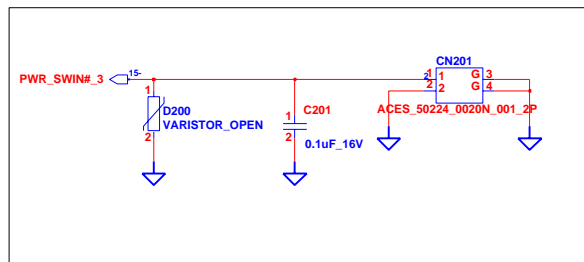 CN201
PWR_SWIN#_3 15-
2 1 1 G 3
2 2 G 4
1 D200 1 C201 ACES_50224_0020N_001_2P
VARISTOR_OPEN
2 2 0.1uF_16V